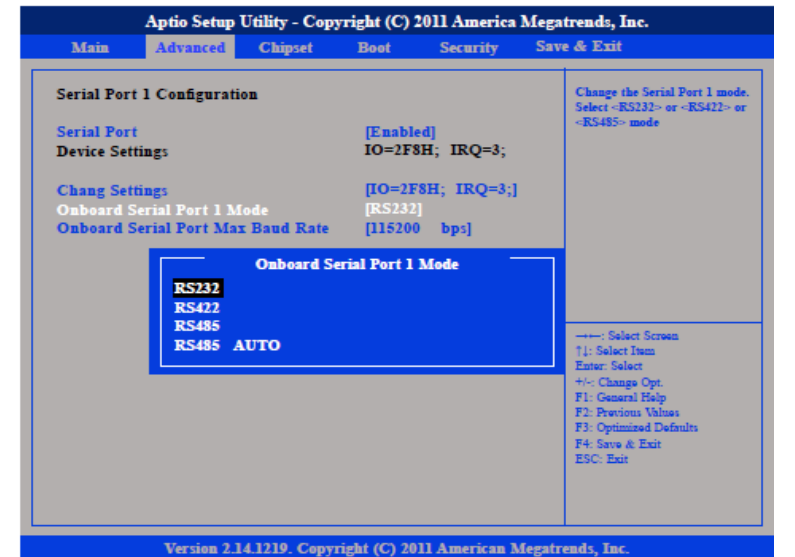 Aptio Setup Utility - Copyright (C) 2011 America Megatrends, Inc.
Main Advanced Chipset Boot Security Save & Exit
Serial Port 1 Configuration
Serial Port [Enabled]
Device Settings IO=2F8H; IRQ=3;
Chang Settings [IO=2F8H; IRQ=3;]
Onboard Serial Port 1 Mode [RS232]
Onboard Serial Port Max Baud Rate [115200 bps]
Onboard Serial Port 1 Mode
RS232
RS422
RS485
RS485 AUTO
Change the Serial Port 1 mode.
Select <RS232> or <RS422> or
<RS485> mode
→←: Select Screen
↑↓: Select Item
Enter: Select
+/-: Change Opt.
F1: General Help
F2: Previous Values
F3: Optimized Defaults
F4: Save & Exit
ESC: Exit
Version 2.14.1219. Copyright (C) 2011 American Megatrends, Inc.